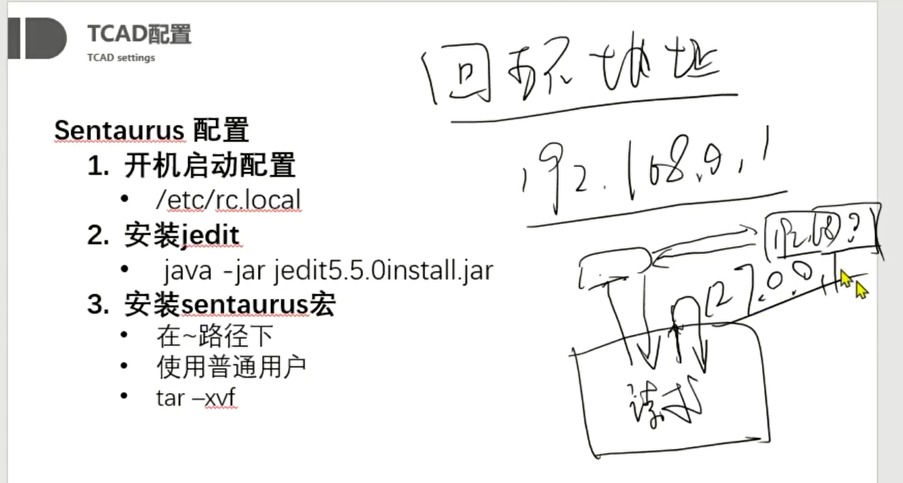 TCAD配置
TCAD settings
回环地址
192.168.0.1
Sentaurus 配置
1. 开机启动配置
• /etc/rc.local
2. 安装jedit
• java -jar jedit5.5.0install.jar
3. 安装sentaurus宏
• 在~路径下
• 使用普通用户
• tar –xvf
192.168?
127.0.0.1
请求